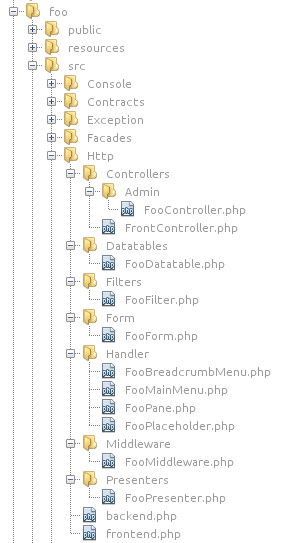 foo
public
resources
src
Console
Contracts
Exception
Facades
Http
Controllers
Admin
FooController.php
FrontController.php
Datatables
FooDatatable.php
Filters
FooFilter.php
Form
FooForm.php
Handler
FooBreadcrumbMenu.php
FooMainMenu.php
FooPane.php
FooPlaceholder.php
Middleware
FooMiddleware.php
Presenters
FooPresenter.php
backend.php
frontend.php